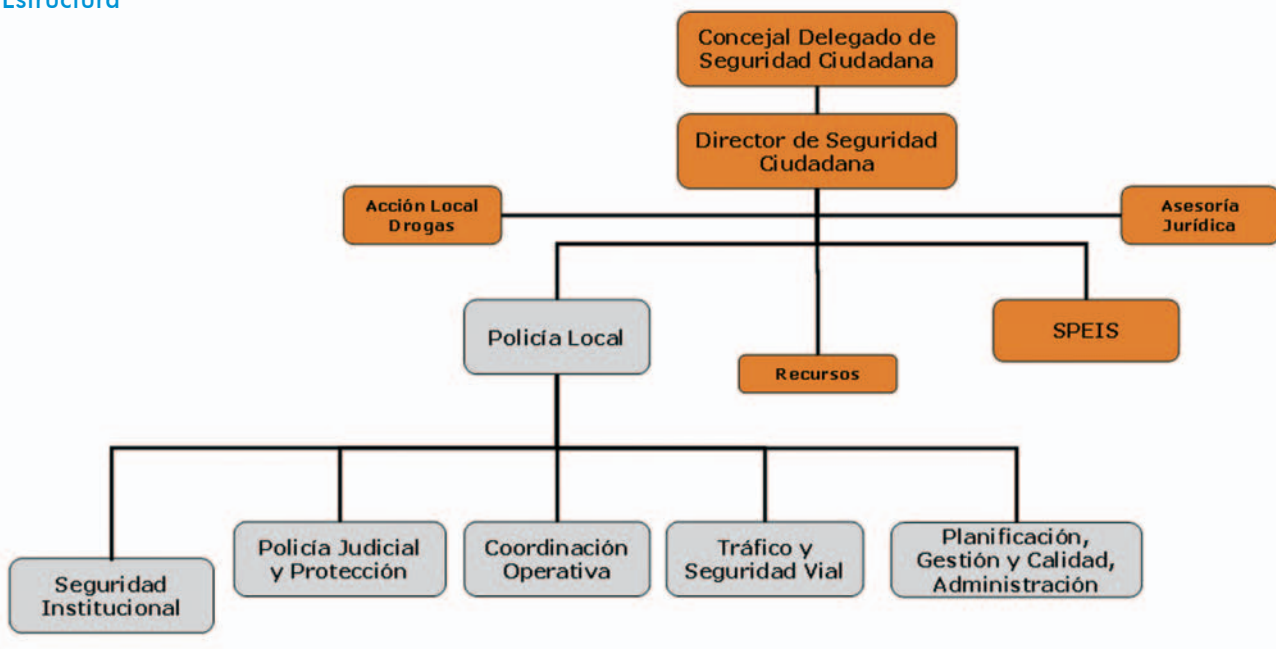 Estructura
Concejal Delegado de
Seguridad Ciudadana
Director de Seguridad
Ciudadana
Acción Local
Drogas
Asesoría
Jurídica
Policía Local
SPEIS
Recursos
Seguridad
Institucional
Policía Judicial
y Protección
Coordinación
Operativa
Tráfico y
Seguridad Vial
Planificación,
Gestión y Calidad,
Administración